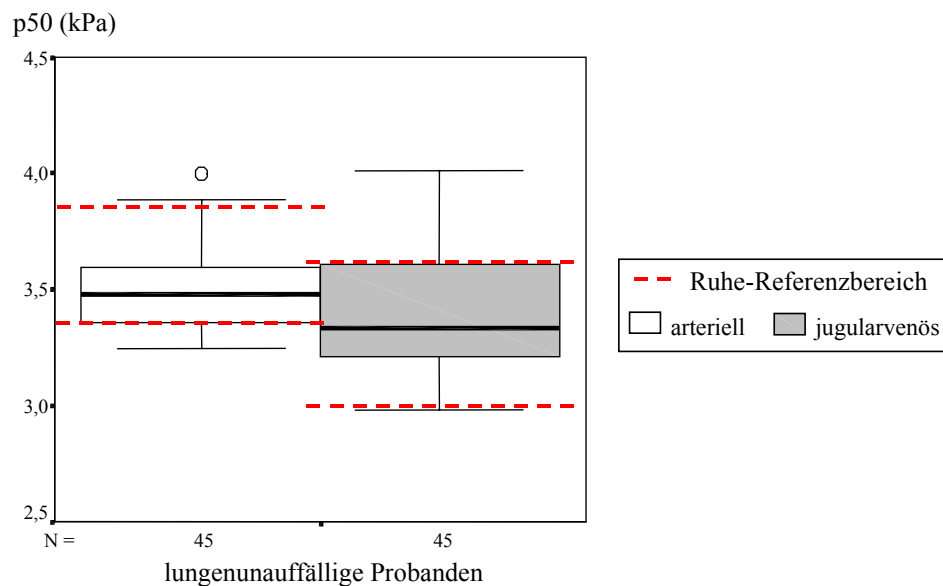 p50 (kPa)
4,5
4,0
3,5
3,0
2,5
N = 45 45
lungenunauffällige Probanden
Ruhe-Referenzbereich
arteriell jugularvenös